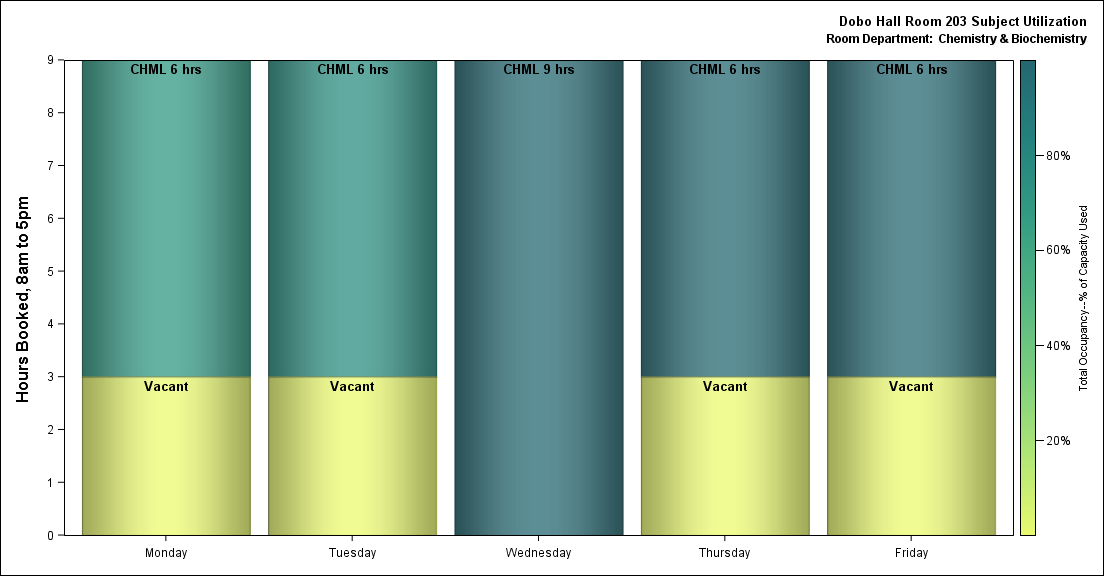 Dobo Hall Room 203 Subject Utilization
Room Department: Chemistry & Biochemistry
Hours Booked, 8am to 5pm
9
8
7
6
5
4
3
2
1
0
CHML 6 hrs
CHML 6 hrs
CHML 9 hrs
CHML 6 hrs
CHML 6 hrs
Vacant
Vacant
Vacant
Vacant
Monday
Tuesday
Wednesday
Thursday
Friday
80%
60%
40%
20%
Total Occupancy--% of Capacity Used